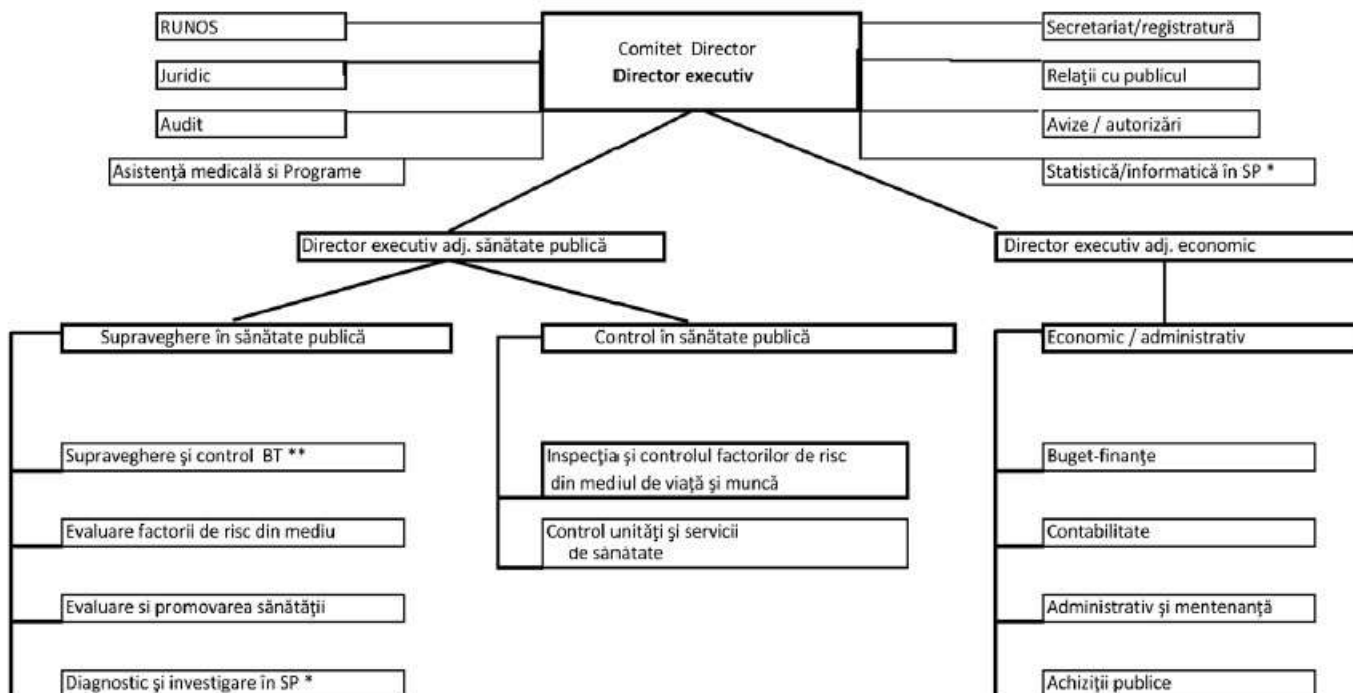 RUNOS
Comitet Director
Director executiv
Secretariat/registratură
Juridic
Relaţii cu publicul
Audit
Avize / autorizări
Asistenţă medicală si Programe
Statistică/informatică în SP *
Director executiv adj. sănătate publică
Director executiv adj. economic
Supraveghere în sănătate publică
Control în sănătate publică
Economic / administrativ
Supraveghere şi control BT **
Inspecţia şi controlul factorilor de risc
din mediul de viaţă şi muncă
Buget-finanţe
Evaluare factorii de risc din mediu
Control unităţi şi servicii
de sănătate
Contabilitate
Evaluare si promovarea sănătăţii
Administrativ şi mentenanţă
Diagnostic şi investigare în SP *
Achiziţii publice